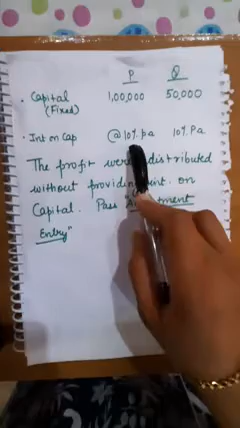 P Q
• Capital 1,00,000 50,000
(Fixed)
• Int on Cap @ 10% pa 10% Pa
The profit were distributed
without providing int. on
Capital. Pass
Entry"